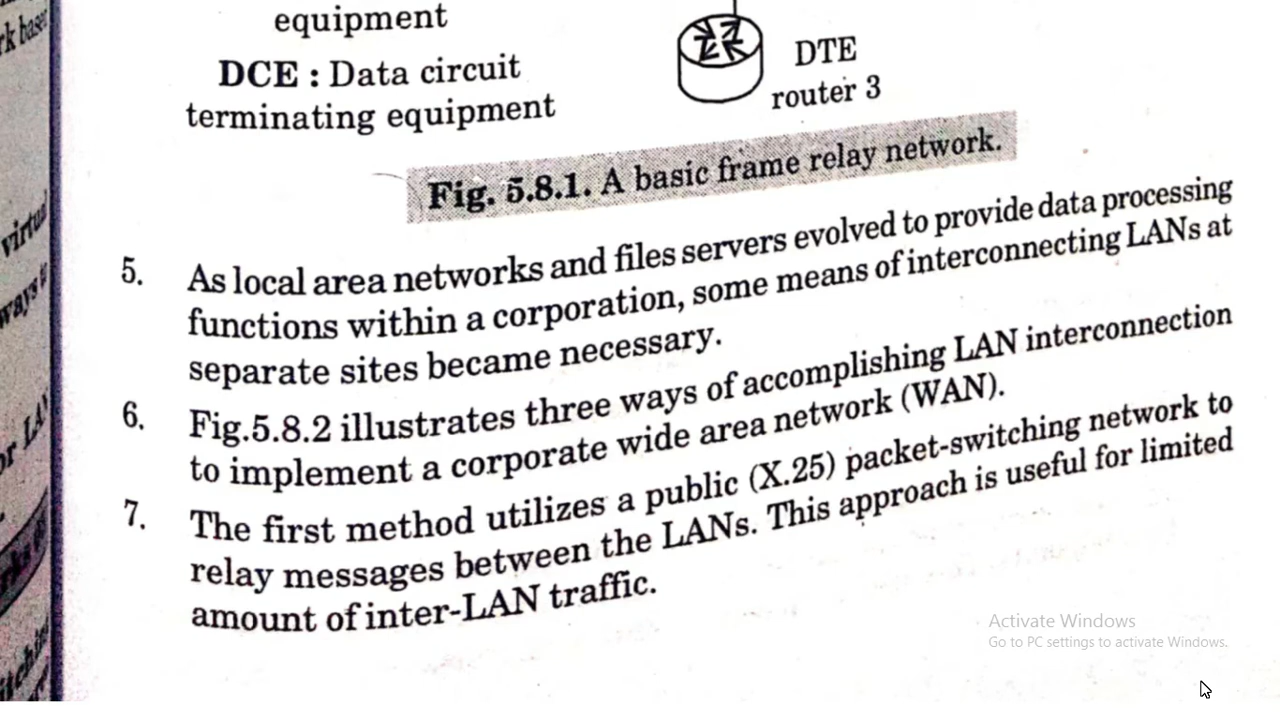 equipment
DCE : Data circuit
terminating equipment
DTE
router 3
Fig. 5.8.1. A basic frame relay network.
5. As local area networks and files servers evolved to provide data processing
functions within a corporation, some means of interconnecting LANs at
separate sites became necessary.
6. Fig.5.8.2 illustrates three ways of accomplishing LAN interconnection
to implement a corporate wide area network (WAN).
7. The first method utilizes a public (X.25) packet-switching network to
relay messages between the LANs. This approach is useful for limited
amount of inter-LAN traffic.
Activate Windows
Go to PC settings to activate Windows.